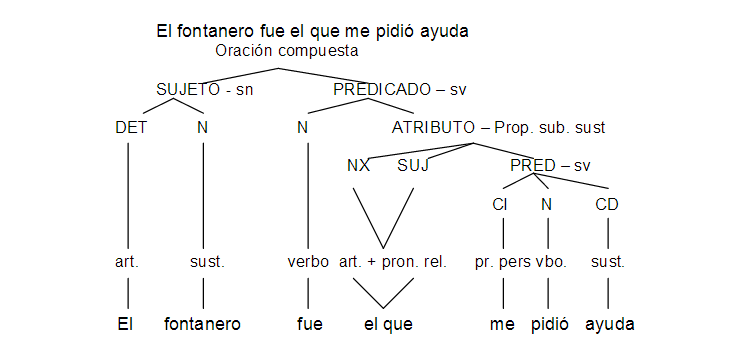 El fontanero fue el que me pidió ayuda
Oración compuesta
SUJETO - sn PREDICADO – sv
DET N N ATRIBUTO – Prop. sub. sust
NX SUJ PRED – sv
CI N CD
art. sust. verbo art. + pron. rel. pr. pers vbo. sust.
El fontanero fue el que me pidió ayuda